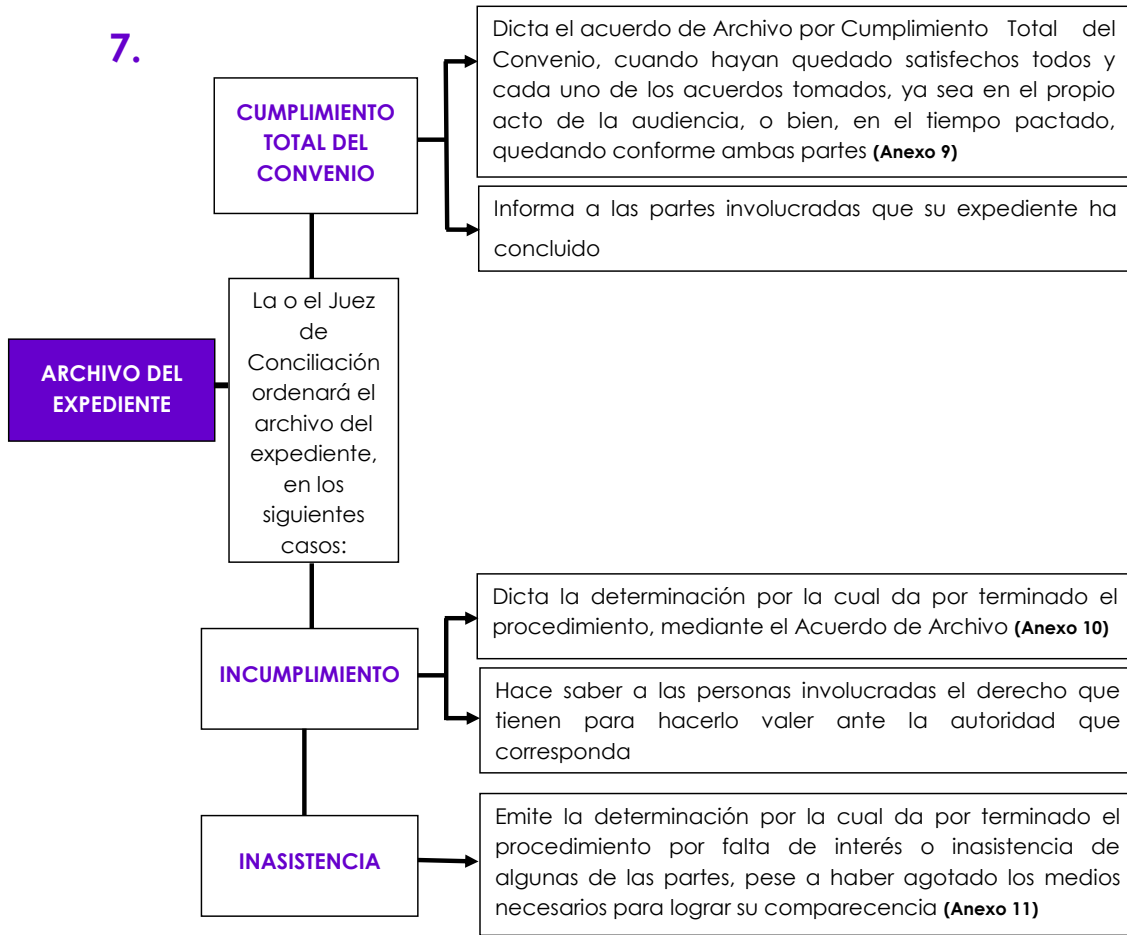 7.
CUMPLIMIENTO
TOTAL DEL
CONVENIO
Dicta el acuerdo de Archivo por Cumplimiento Total del
Convenio, cuando hayan quedado satisfechos todos y
cada uno de los acuerdos tomados, ya sea en el propio
acto de la audiencia, o bien, en el tiempo pactado,
quedando conforme ambas partes (Anexo 9)
Informa a las partes involucradas que su expediente ha
concluido
ARCHIVO DEL
EXPEDIENTE
La o el Juez
de
Conciliación
ordenará el
archivo del
expediente,
en los
siguientes
casos:
INCUMPLIMIENTO
Dicta la determinación por la cual da por terminado el
procedimiento, mediante el Acuerdo de Archivo (Anexo 10)
Hace saber a las personas involucradas el derecho que
tienen para hacerlo valer ante la autoridad que
corresponda
INASISTENCIA
Emite la determinación por la cual da por terminado el
procedimiento por falta de interés o inasistencia de
algunas de las partes, pese a haber agotado los medios
necesarios para lograr su comparecencia (Anexo 11)